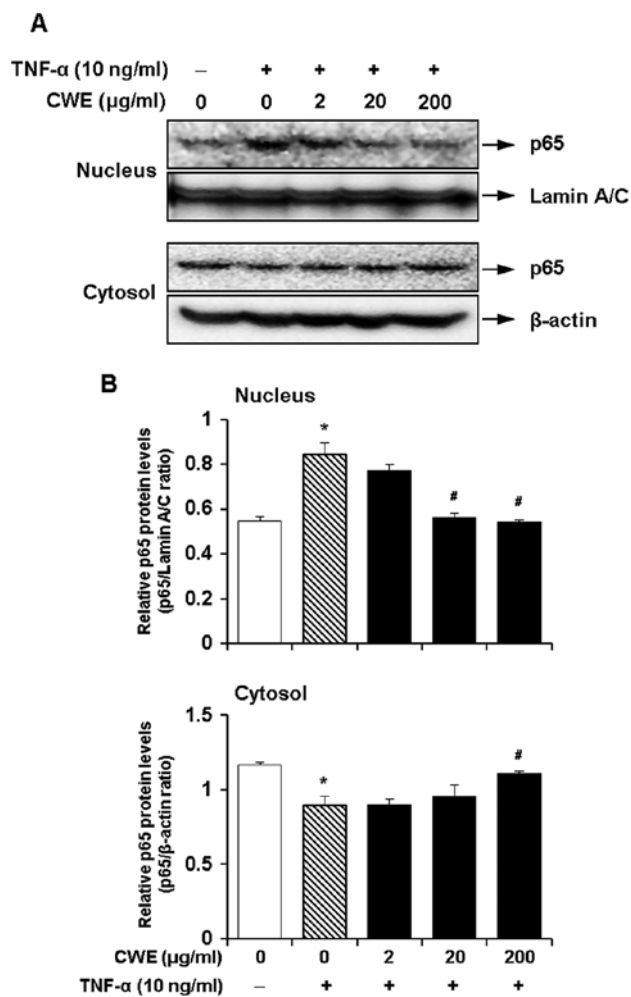 A
TNF-α (10 ng/ml) – + + + +
CWE (μg/ml) 0 0 2 20 200
Nucleus
p65
Lamin A/C
Cytosol
p65
β-actin
B
Nucleus
Relative p65 protein levels
(p65/Lamin A/C ratio)
1
0.8
0.6
0.4
0.2
0
*
#
#
Cytosol
Relative p65 protein levels
(p65/β-actin ratio)
1.5
1
0.5
0
*
#
CWE (μg/ml) 0 0 2 20 200
TNF-α (10 ng/ml) – + + + +